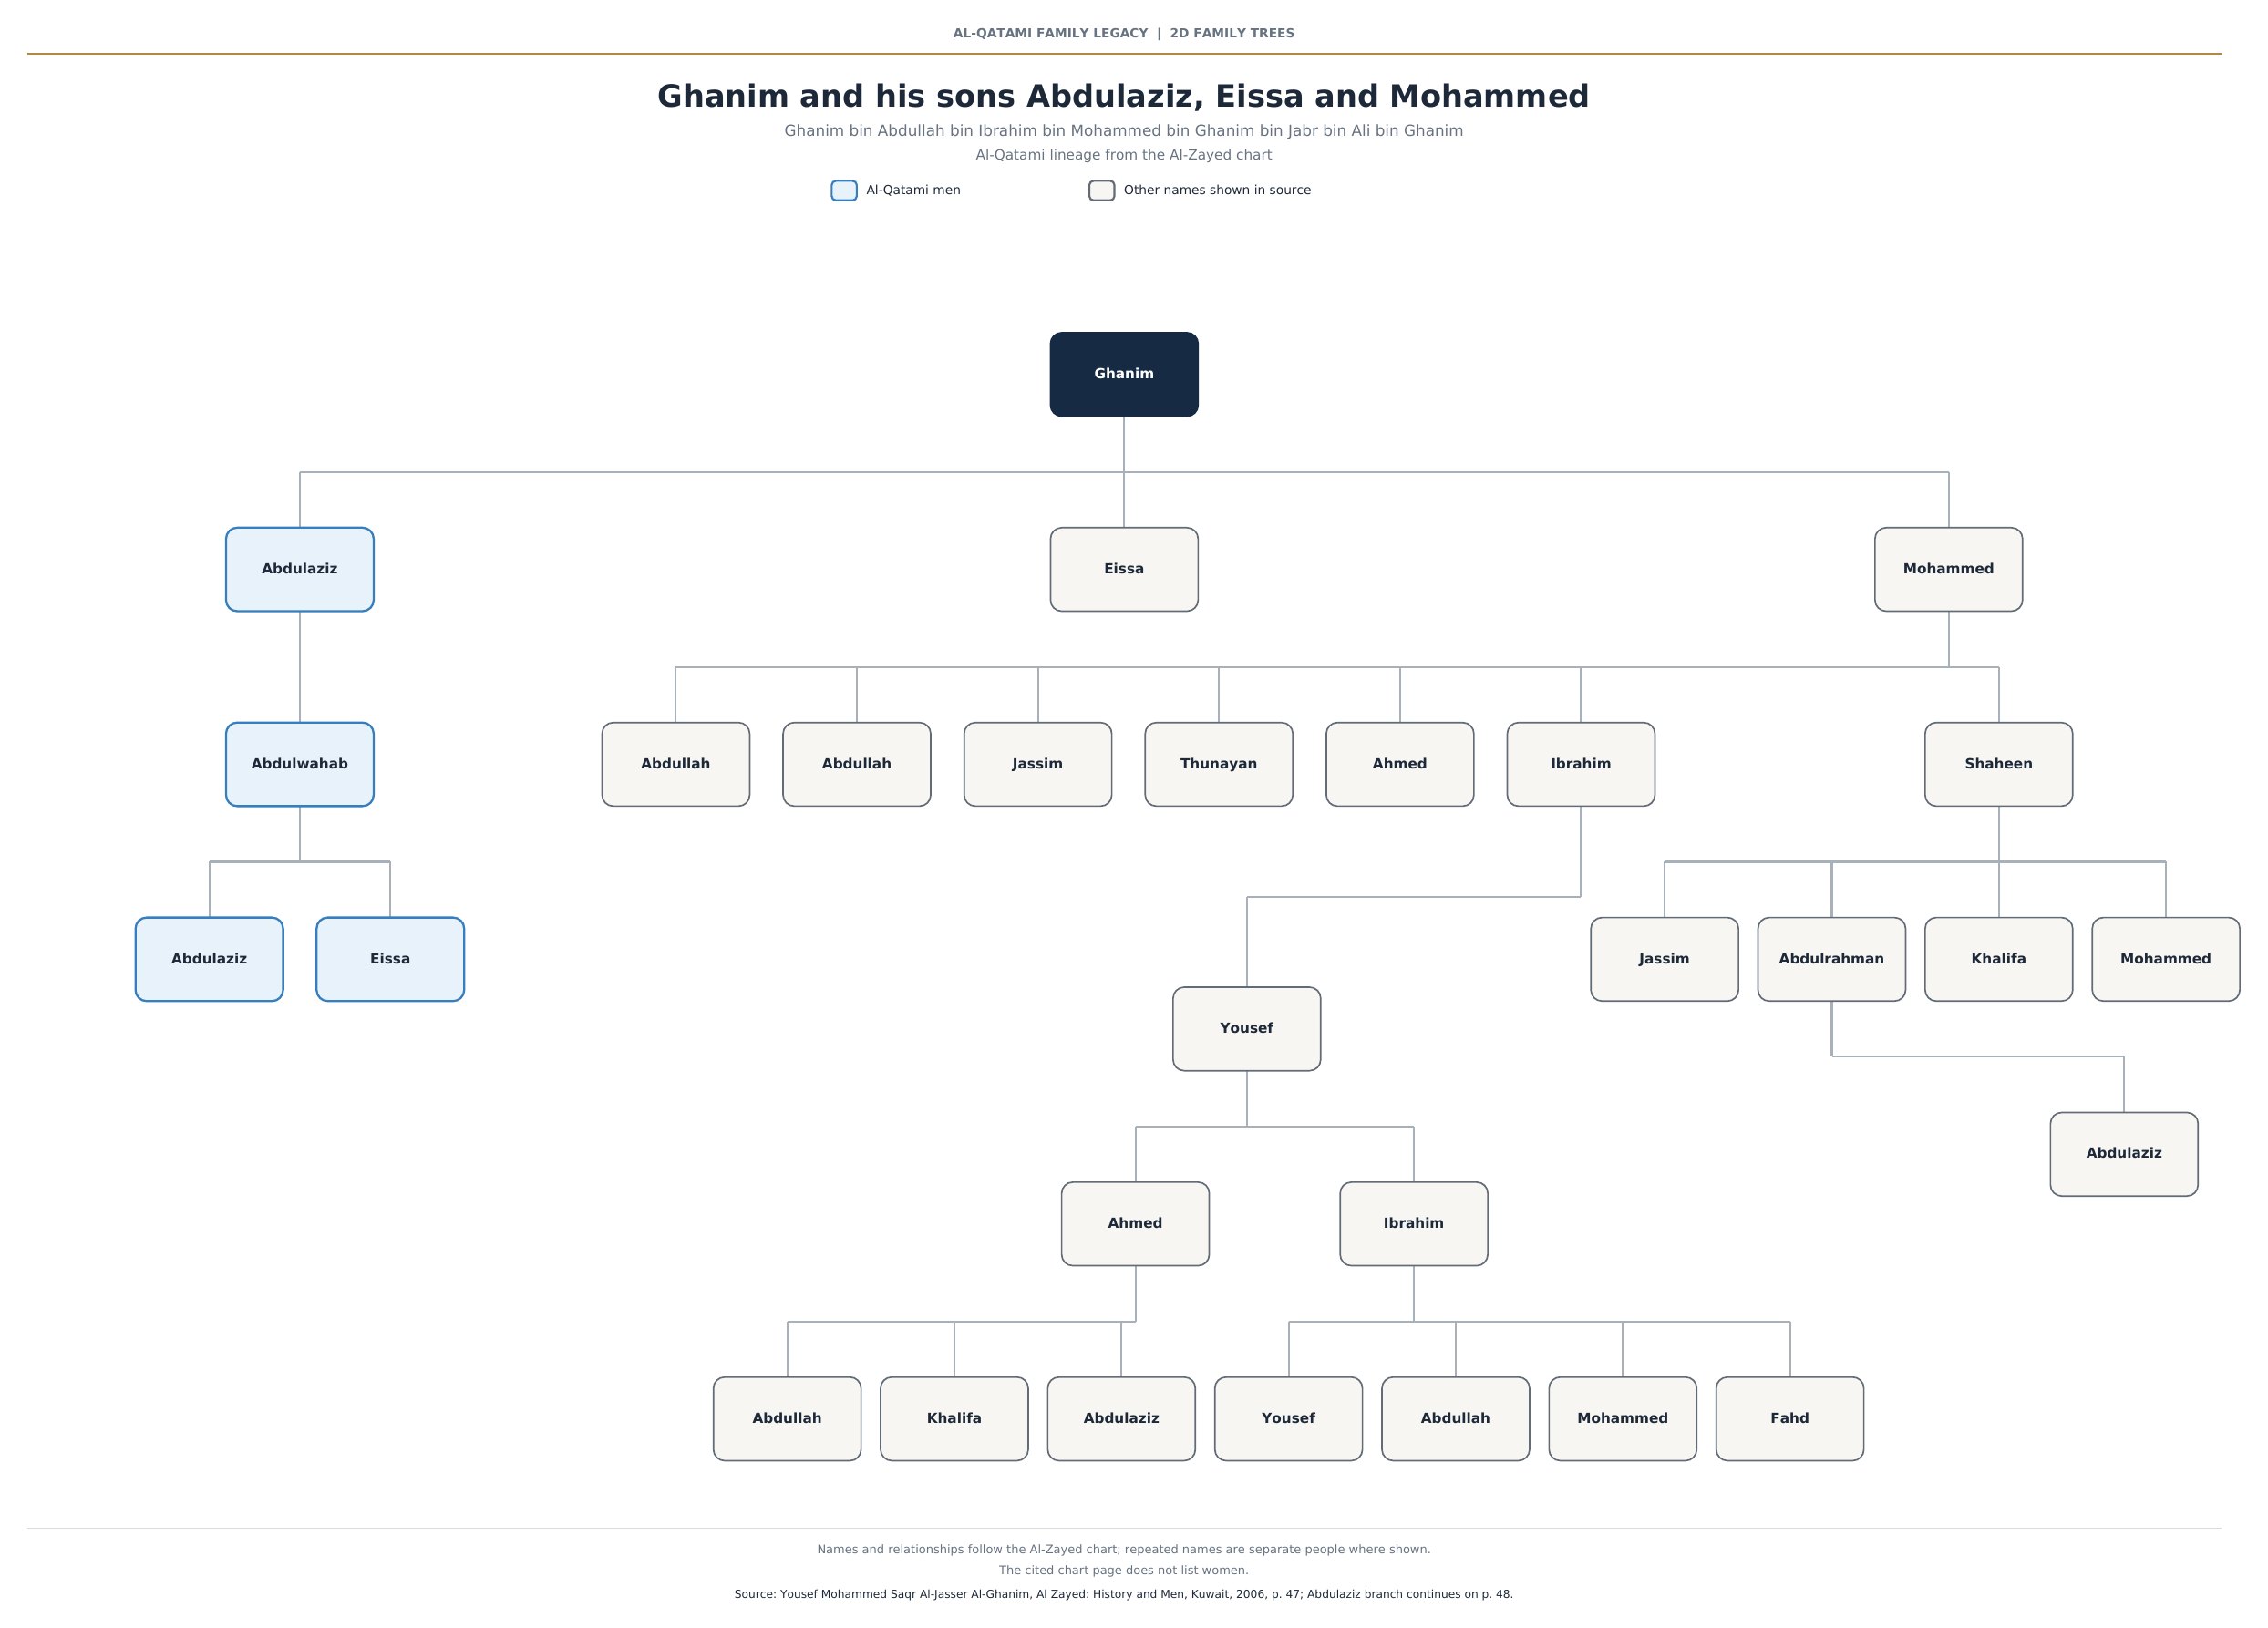 AL-QATAMI FAMILY LEGACY | 2D FAMILY TREES
Ghanim and his sons Abdulaziz, Eissa and Mohammed
Ghanim bin Abdullah bin Ibrahim bin Mohammed bin Ghanim bin Jabr bin Ali bin Ghanim
Al-Qatami lineage from the Al-Zayed chart
Al-Qatami men
Other names shown in source
Ghanim
Abdulaziz
Eissa
Mohammed
Abdulwahab
Abdullah
Abdullah
Jassim
Thunayan
Ahmed
Ibrahim
Shaheen
Abdulaziz
Eissa
Jassim
Abdulrahman
Khalifa
Mohammed
Yousef
Abdulaziz
Ahmed
Ibrahim
Abdullah
Khalifa
Abdulaziz
Yousef
Abdullah
Mohammed
Fahd
Names and relationships follow the Al-Zayed chart; repeated names are separate people where shown.
The cited chart page does not list women.
Source: Yousef Mohammed Saqr Al-Jasser Al-Ghanim, Al Zayed: History and Men, Kuwait, 2006, p. 47; Abdulaziz branch continues on p. 48.